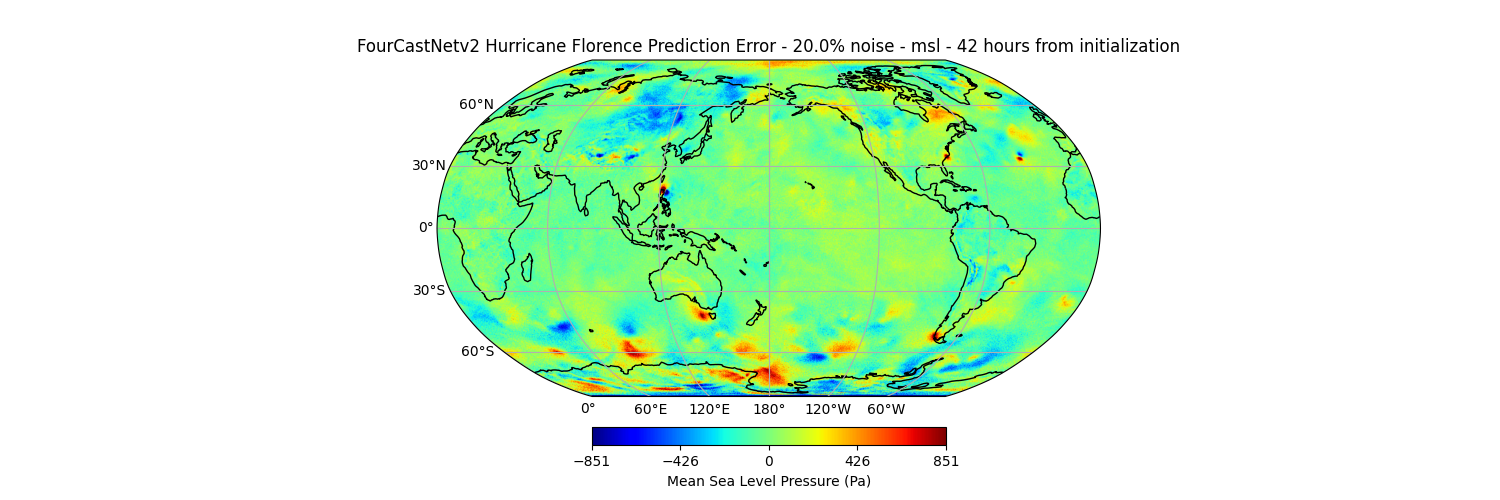 FourCastNetv2 Hurricane Florence Prediction Error - 20.0% noise - msl - 42 hours from initialization
60°N
30°N
0°
30°S
60°S
0° 60°E 120°E 180° 120°W 60°W
−851 −426 0 426 851
Mean Sea Level Pressure (Pa)